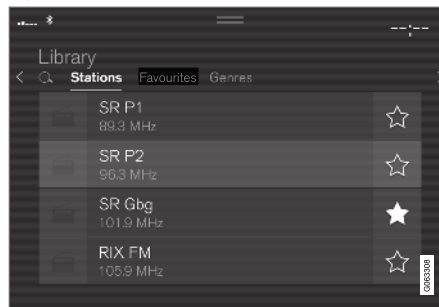 --:--
Library
Stations Favourites Genres
SR P1
89.3 MHz
SR P2
96.3 MHz
SR Gbg
101.9 MHz
RIX FM
105.9 MHz
G063308